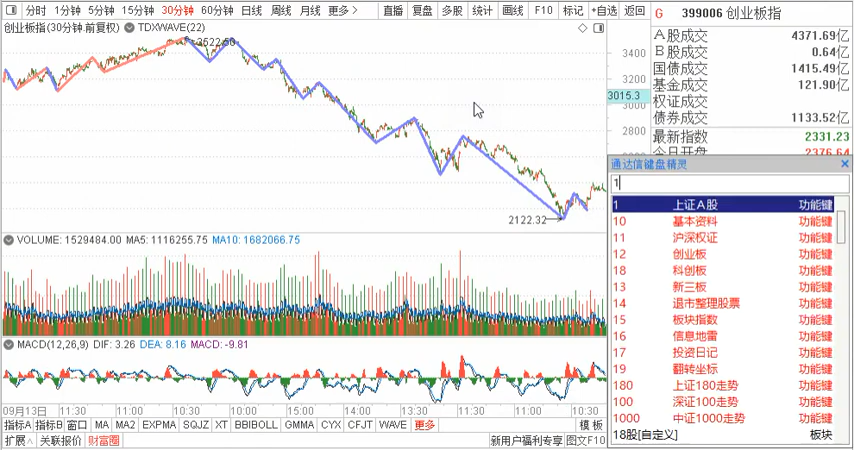 分时 1分钟 5分钟 15分钟 30分钟 60分钟 日线 周线 月线 更多> 直播 复盘 多股 统计 画线 F10 标记 +自选 返回
G 399006 创业板指
创业板指(30分钟.前复权) TDXWAVE(22)
3522.50
3400
3200
3015.3
3000
2800
2122.32
A股成交 4371.69亿
B股成交 0.64亿
国债成交 1415.49亿
基金成交 121.90亿
权证成交
债券成交 1133.52亿
最新指数 2331.23
今日开盘 2376.64
通达信键盘精灵
1
1 上证A股 功能键
10 基本资料 功能键
11 沪深权证 功能键
12 创业板 功能键
18 科创板 功能键
13 新三板 功能键
14 退市整理股票 功能键
15 板块指数 功能键
16 信息地雷 功能键
17 投资日记 功能键
19 翻转坐标 功能键
180 上证180走势 功能键
100 深证100走势 功能键
1000 中证1000走势 功能键
18股[自定义] 板块
VOLUME: 1529484.00 MA5: 1116255.75 MA10: 1682066.75
MACD(12,26,9) DIF: 3.26 DEA: 8.16 MACD: -9.81
09月13日 11:30 11:00 10:30 10:00 15:00 14:00 13:30 11:30 11:00 10:30
指标A 指标B 窗口 MA MA2 EXPMA SQJZ XT BBIBOLL GMMA CYX CFJT WAVE 更多 模板
扩展∧ 关联报价 财富圈 新用户福利专享 图文F10